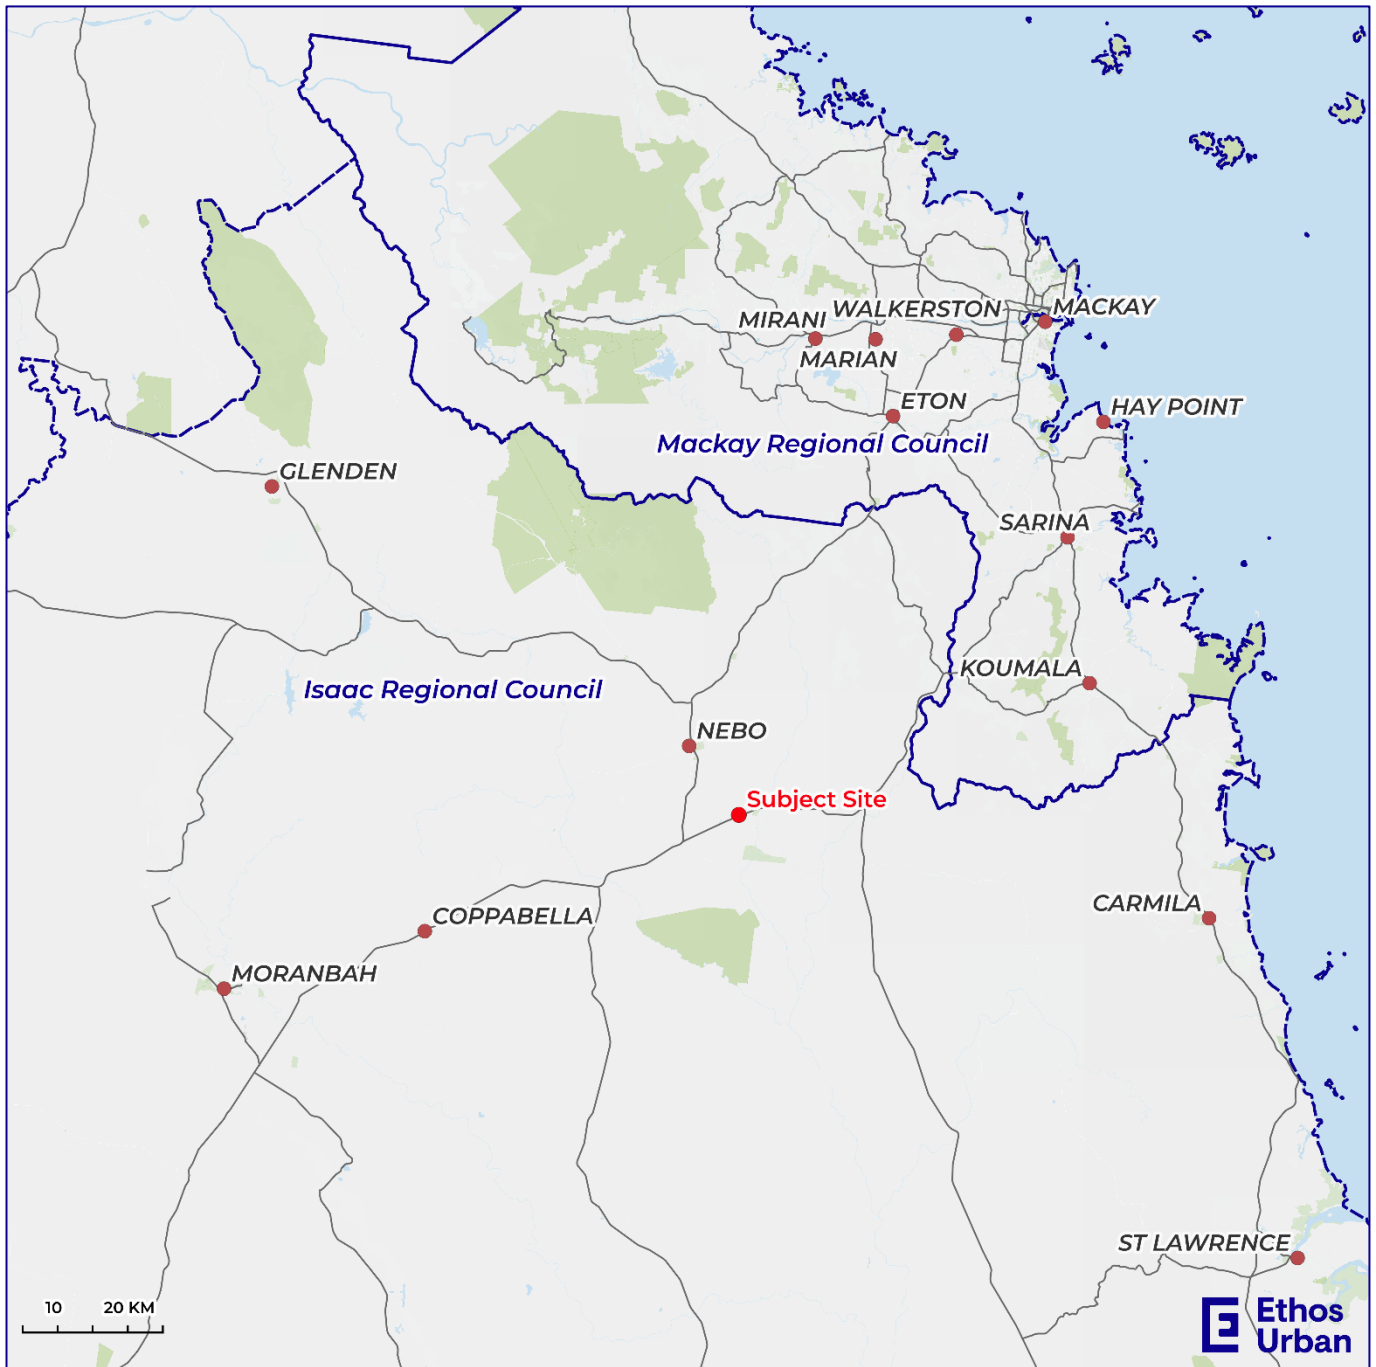 WALKERSTON
MACKAY
MIRANI
MARIAN
ETON
HAY POINT
Mackay Regional Council
GLENDEN
SARINA
KOUMALA
Isaac Regional Council
NEBO
Subject Site
CARMILA
COPPABELLA
MORANBAH
ST LAWRENCE
10 20 KM
Ethos
Urban